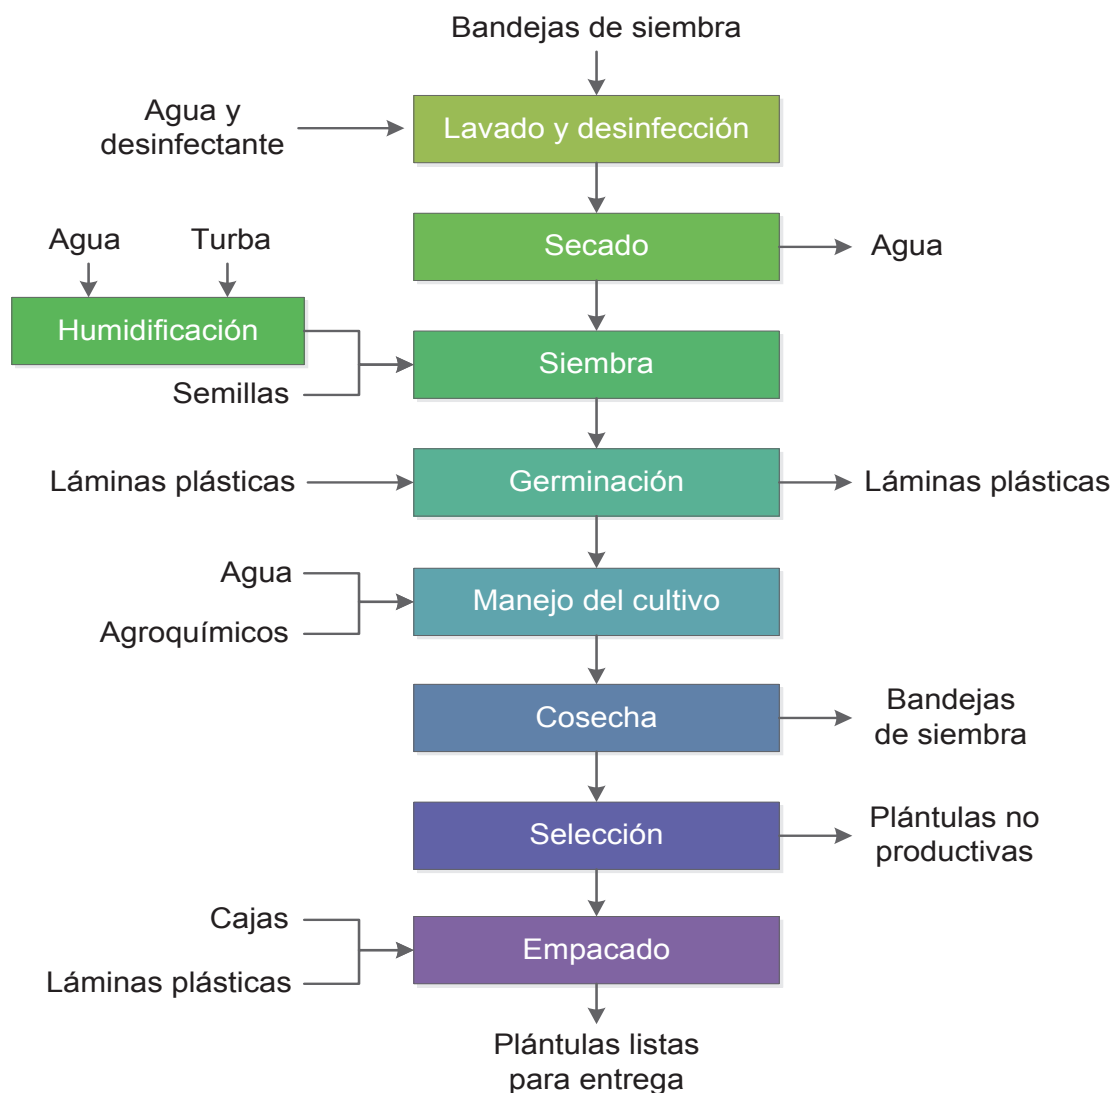 Bandejas de siembra
Agua y
desinfectante
Lavado y desinfección
Secado
Agua
Agua
Turba
Humidificación
Semillas
Siembra
Láminas plásticas
Germinación
Láminas plásticas
Agua
Agroquímicos
Manejo del cultivo
Cosecha
Bandejas
de siembra
Selección
Plántulas no
productivas
Cajas
Láminas plásticas
Empacado
Plántulas listas
para entrega